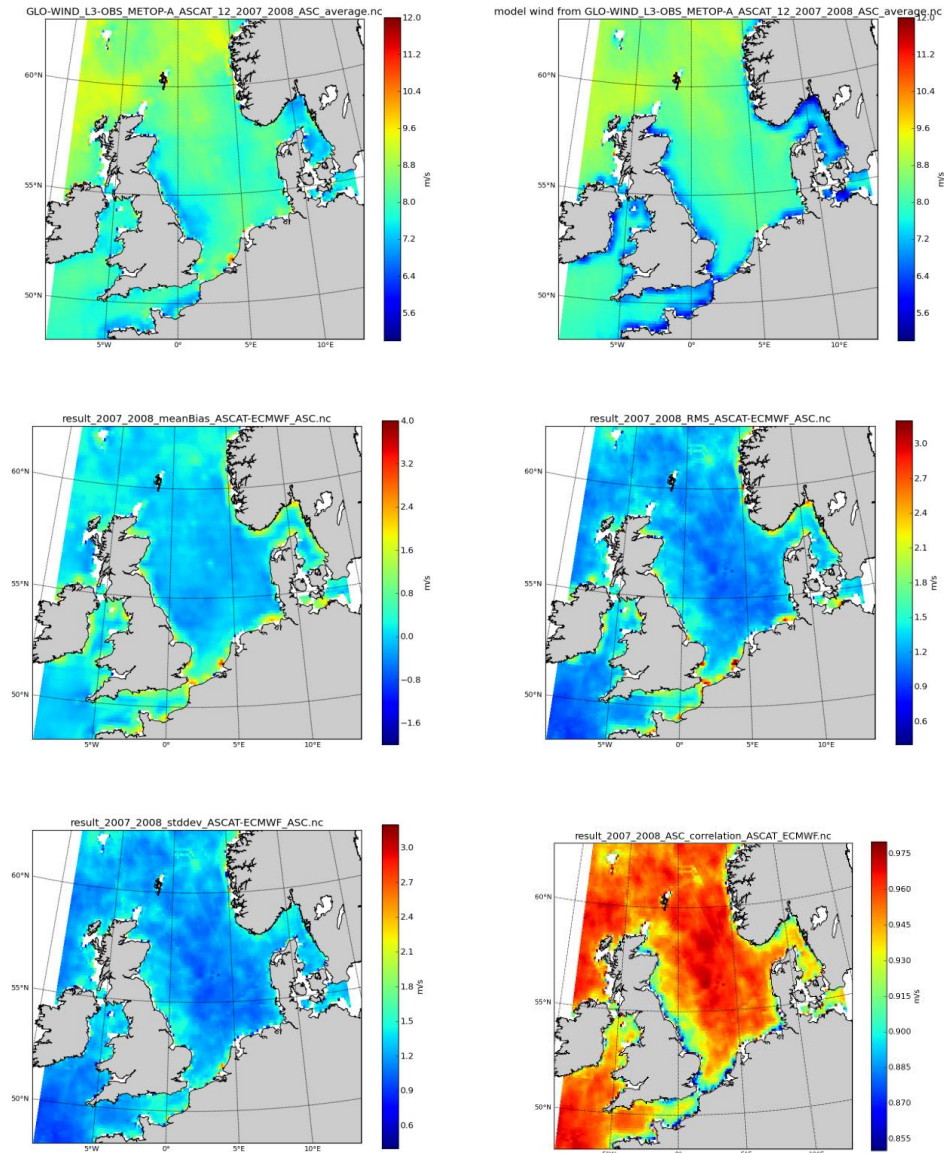 GLO-WIND_L3-OBS_METOP-A_ASCAT_12_2007_2008_ASC_average.nc
12.0
11.2
10.4
9.6
8.8
8.0
7.2
6.4
5.6
m/s
60°N
55°N
50°N
5°W
0°
5°E
10°E
model wind from GLO-WIND_L3-OBS_METOP-A_ASCAT_12_2007_2008_ASC_average.nc
12.0
11.2
10.4
9.6
8.8
8.0
7.2
6.4
5.6
m/s
60°N
55°N
50°N
5°W
0°
5°E
10°E
result_2007_2008_meanBias_ASCAT-ECMWF_ASC.nc
4.0
3.2
2.4
1.6
0.8
0.0
−0.8
−1.6
m/s
60°N
55°N
50°N
5°W
0°
5°E
10°E
result_2007_2008_RMS_ASCAT-ECMWF_ASC.nc
3.0
2.6
2.2
1.8
1.4
1.0
0.6
m/s
60°N
55°N
50°N
5°W
0°
5°E
10°E
result_2007_2008_stddev_ASCAT-ECMWF_ASC.nc
3.0
2.7
2.4
2.1
1.8
1.5
1.2
0.9
0.6
m/s
60°N
55°N
50°N
5°W
0°
5°E
10°E
result_2007_2008_ASC_correlation_ASCAT_ECMWF.nc
0.975
0.960
0.945
0.930
0.915
0.900
0.885
0.870
0.855
m/s
60°N
55°N
50°N
5°W
0°
5°E
10°E